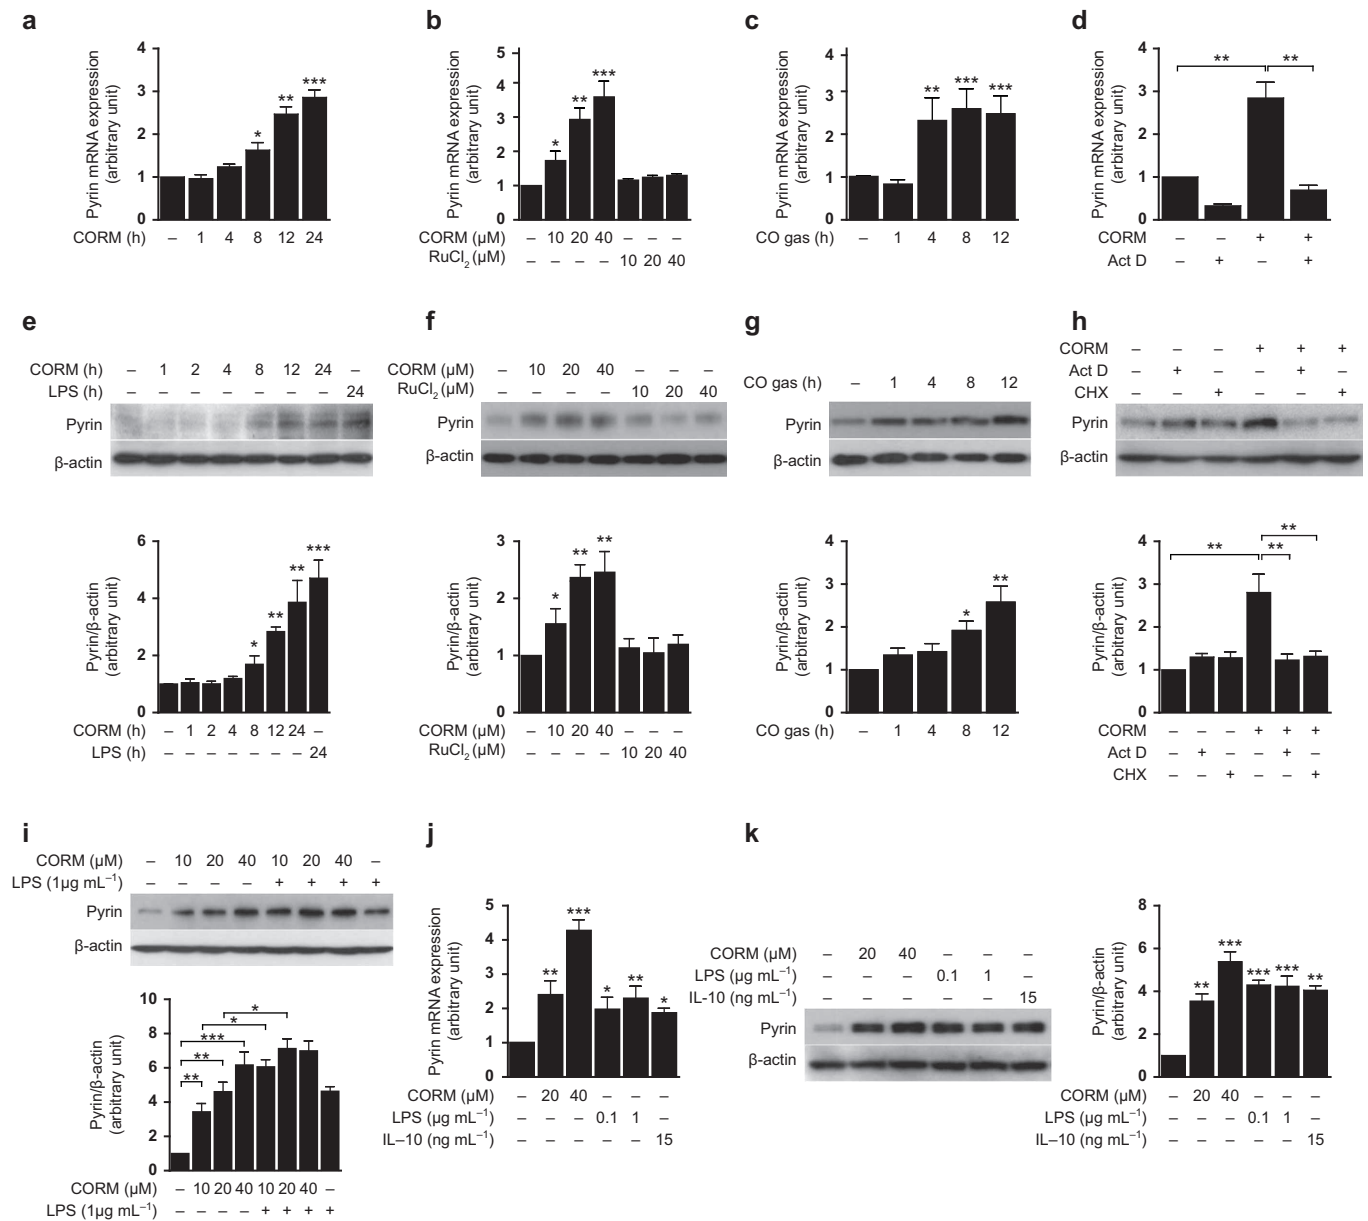 a
Pyrin mRNA expression
(arbitrary unit)
4
3
2
1
0
***
**
*
CORM (h) – 1 4 8 12 24
b
Pyrin mRNA expression
(arbitrary unit)
5
4
3
2
1
0
***
**
*
CORM (µM) – 10 20 40 – – –
RuCl2 (µM) – – – – 10 20 40
c
Pyrin mRNA expression
(arbitrary unit)
4
3
2
1
0
** *** ***
CO gas (h) – 1 4 8 12
d
Pyrin mRNA expression
(arbitrary unit)
4
3
2
1
0
** **
CORM – – + +
Act D – + – +
e
CORM (h) – 1 2 4 8 12 24 –
LPS (h) – – – – – – – 24
Pyrin
β-actin
Pyrin/β-actin
(arbitrary unit)
6
4
2
0
***
**
**
*
CORM (h) – 1 2 4 8 12 24 –
LPS (h) – – – – – – – 24
f
CORM (µM) – 10 20 40 – – –
RuCl2 (µM) – – – – 10 20 40
Pyrin
β-actin
Pyrin/β-actin
(arbitrary unit)
3
2
1
0
* ** **
CORM (µM) – 10 20 40 – – –
RuCl2 (µM) – – – – 10 20 40
g
CO gas (h) – 1 4 8 12
Pyrin
β-actin
Pyrin/β-actin
(arbitrary unit)
4
3
2
1
0
* **
CO gas (h) – 1 4 8 12
h
CORM – – – + + +
Act D – + – – + –
CHX – – + – – +
Pyrin
β-actin
Pyrin/β-actin
(arbitrary unit)
4
3
2
1
0
**
** **
CORM – – – + + +
Act D – + – – + –
CHX – – + – – +
i
CORM (µM) – 10 20 40 10 20 40 –
LPS (1µg mL–1) – – – – + + + +
Pyrin
β-actin
Pyrin/β-actin
(arbitrary unit)
10
8
6
4
2
0
*
*
***
**
**
CORM (µM) – 10 20 40 10 20 40 –
LPS (1µg mL–1) – – – – + + + +
j
Pyrin mRNA expression
(arbitrary unit)
5
4
3
2
1
0
** *** * ** *
CORM (µM) – 20 40 – – –
LPS (µg mL–1) – – – 0.1 1 –
IL–10 (ng mL–1) – – – – – 15
k
CORM (µM) – 20 40 – – –
LPS (µg mL–1) – – – 0.1 1 –
IL-10 (ng mL–1) – – – – – 15
Pyrin
β-actin
Pyrin/β-actin
(arbitrary unit)
8
6
4
2
0
** *** *** *** **
CORM (µM) – 20 40 – – –
LPS (µg mL–1) – – – 0.1 1 –
IL–10 (ng mL–1) – – – – – 15